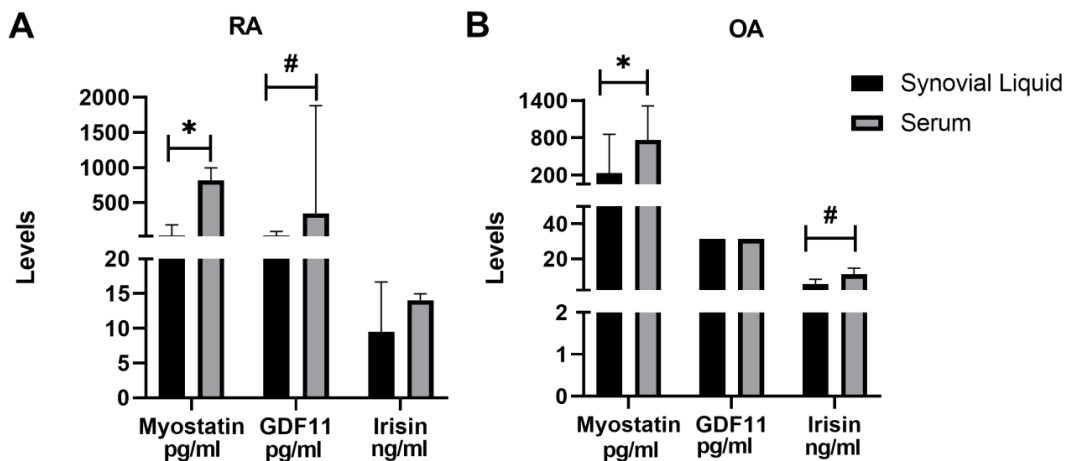 A
RA
2000
1500
1000
500
20
15
10
5
0
Levels
*
#
Myostatin
pg/ml
GDF11
pg/ml
Irisin
ng/ml
B
OA
1400
800
200
40
20
2
1
0
Levels
*
#
Myostatin
pg/ml
GDF11
pg/ml
Irisin
ng/ml
Synovial Liquid
Serum